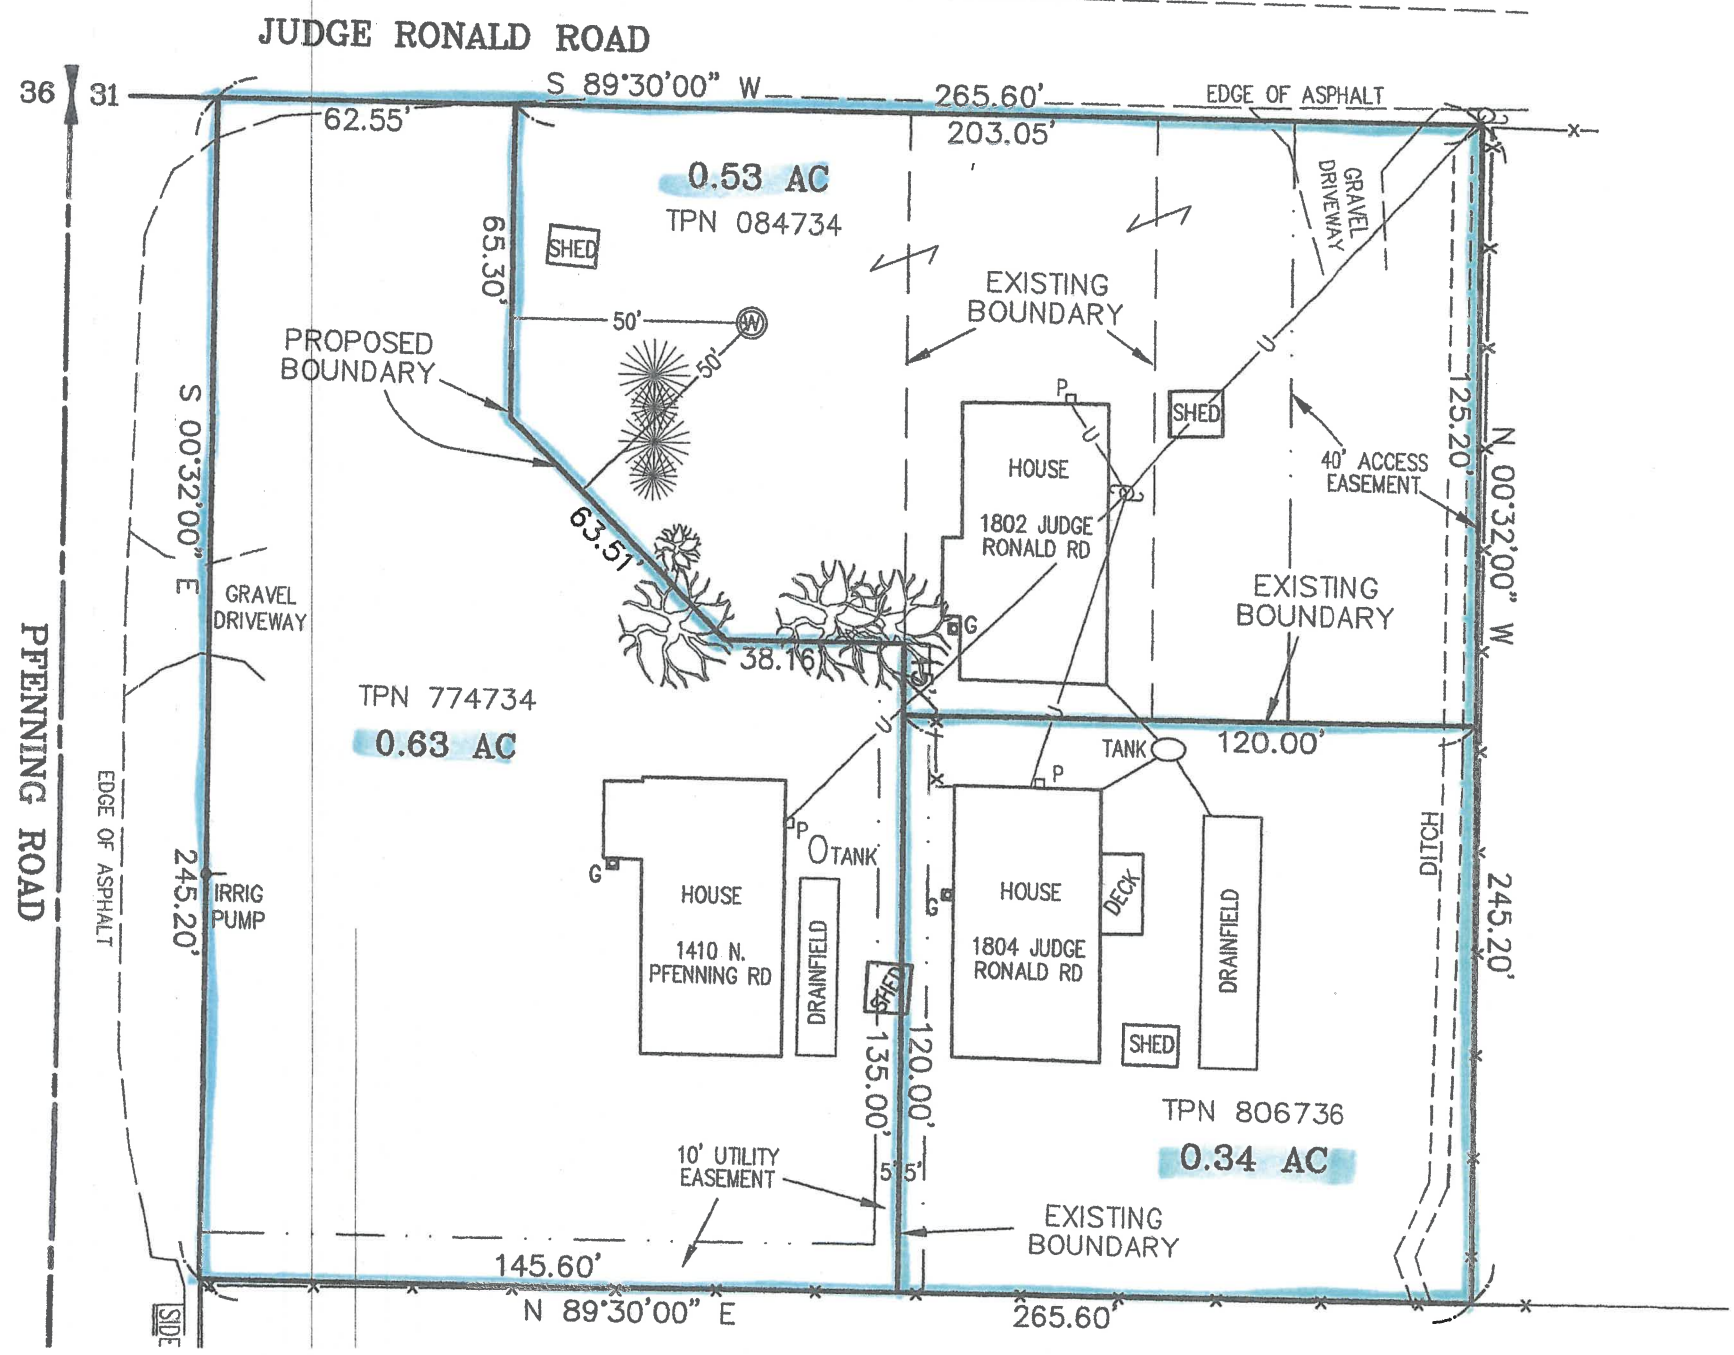 JUDGE RONALD ROAD
36 31
S 89°30'00" W
265.60'
EDGE OF ASPHALT
62.55'
203.05'
0.53 AC
TPN 084734
GRAVEL
DRIVEWAY
65.30'
SHED
EXISTING
BOUNDARY
50'
W
50'
PROPOSED
BOUNDARY
U
P
SHED
U
HOUSE
1802 JUDGE
RONALD RD
40' ACCESS
EASEMENT
125.20'
N 00°32'00" W
S 00°32'00" E
63.51'
GRAVEL
DRIVEWAY
EXISTING
BOUNDARY
G
38.16'
TPN 774734
0.63 AC
U
U
120.00'
TANK
P
PFENNING ROAD
EDGE OF ASPHALT
245.20'
IRRIG
PUMP
P
TANK
G
HOUSE
1410 N.
PFENNING RD
DRAINFIELD
SHED
G
HOUSE
1804 JUDGE
RONALD RD
DECK
DRAINFIELD
SHED
DITCH
245.20'
135.00'
120.00'
TPN 806736
0.34 AC
10' UTILITY
EASEMENT
5' 5'
EXISTING
BOUNDARY
145.60'
N 89°30'00" E
265.60'
SIDE